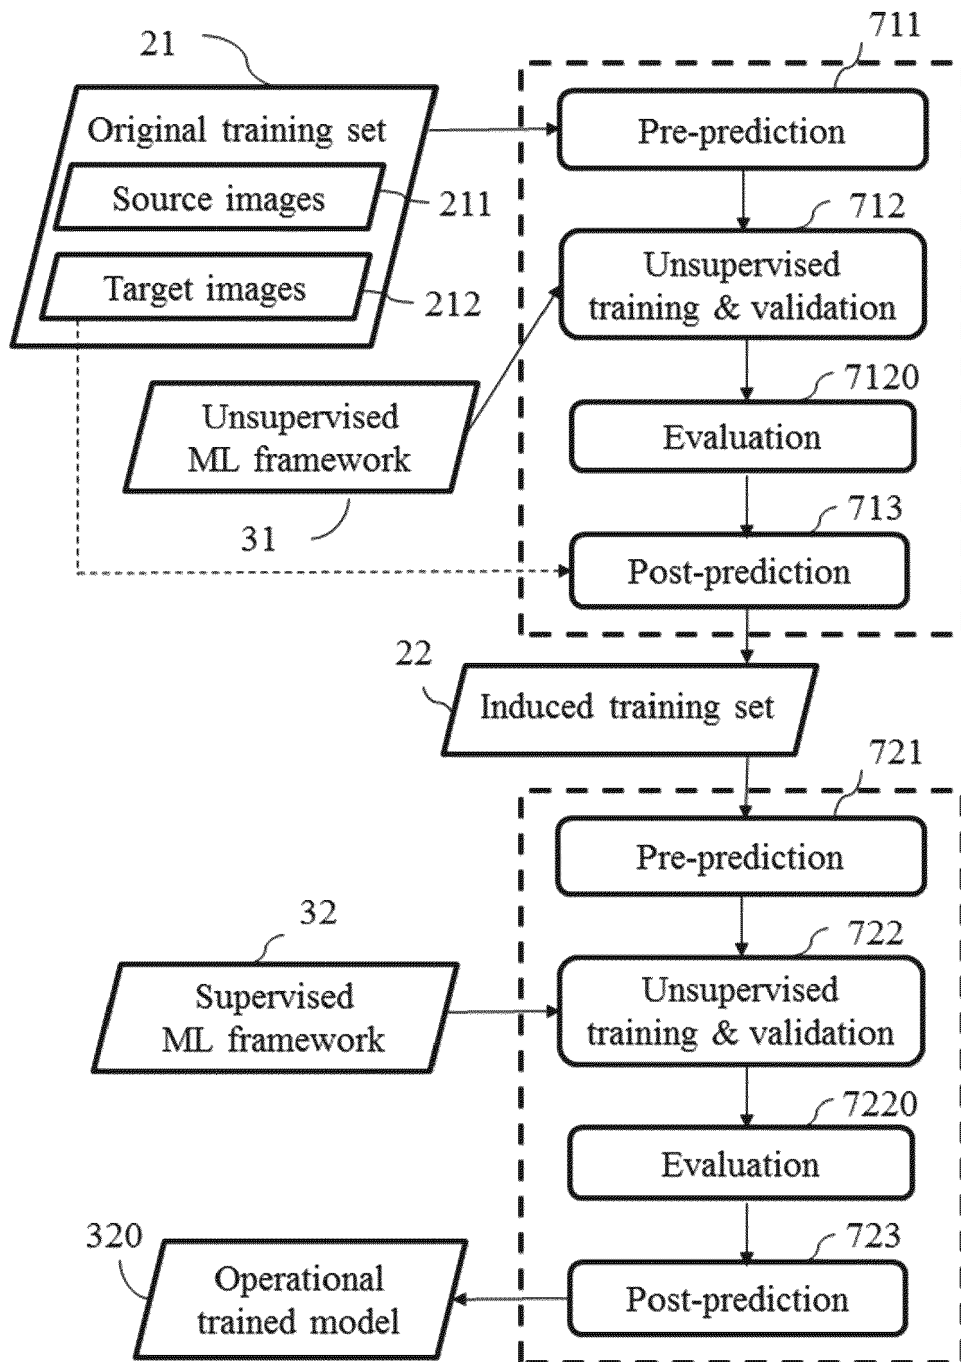 21
711
Original training set
Pre-prediction
Source images
211
712
Unsupervised
training & validation
Target images
212
7120
Unsupervised
ML framework
Evaluation
31
713
Post-prediction
22
Induced training set
721
Pre-prediction
32
722
Supervised
ML framework
Unsupervised
training & validation
7220
Evaluation
320
723
Operational
trained model
Post-prediction